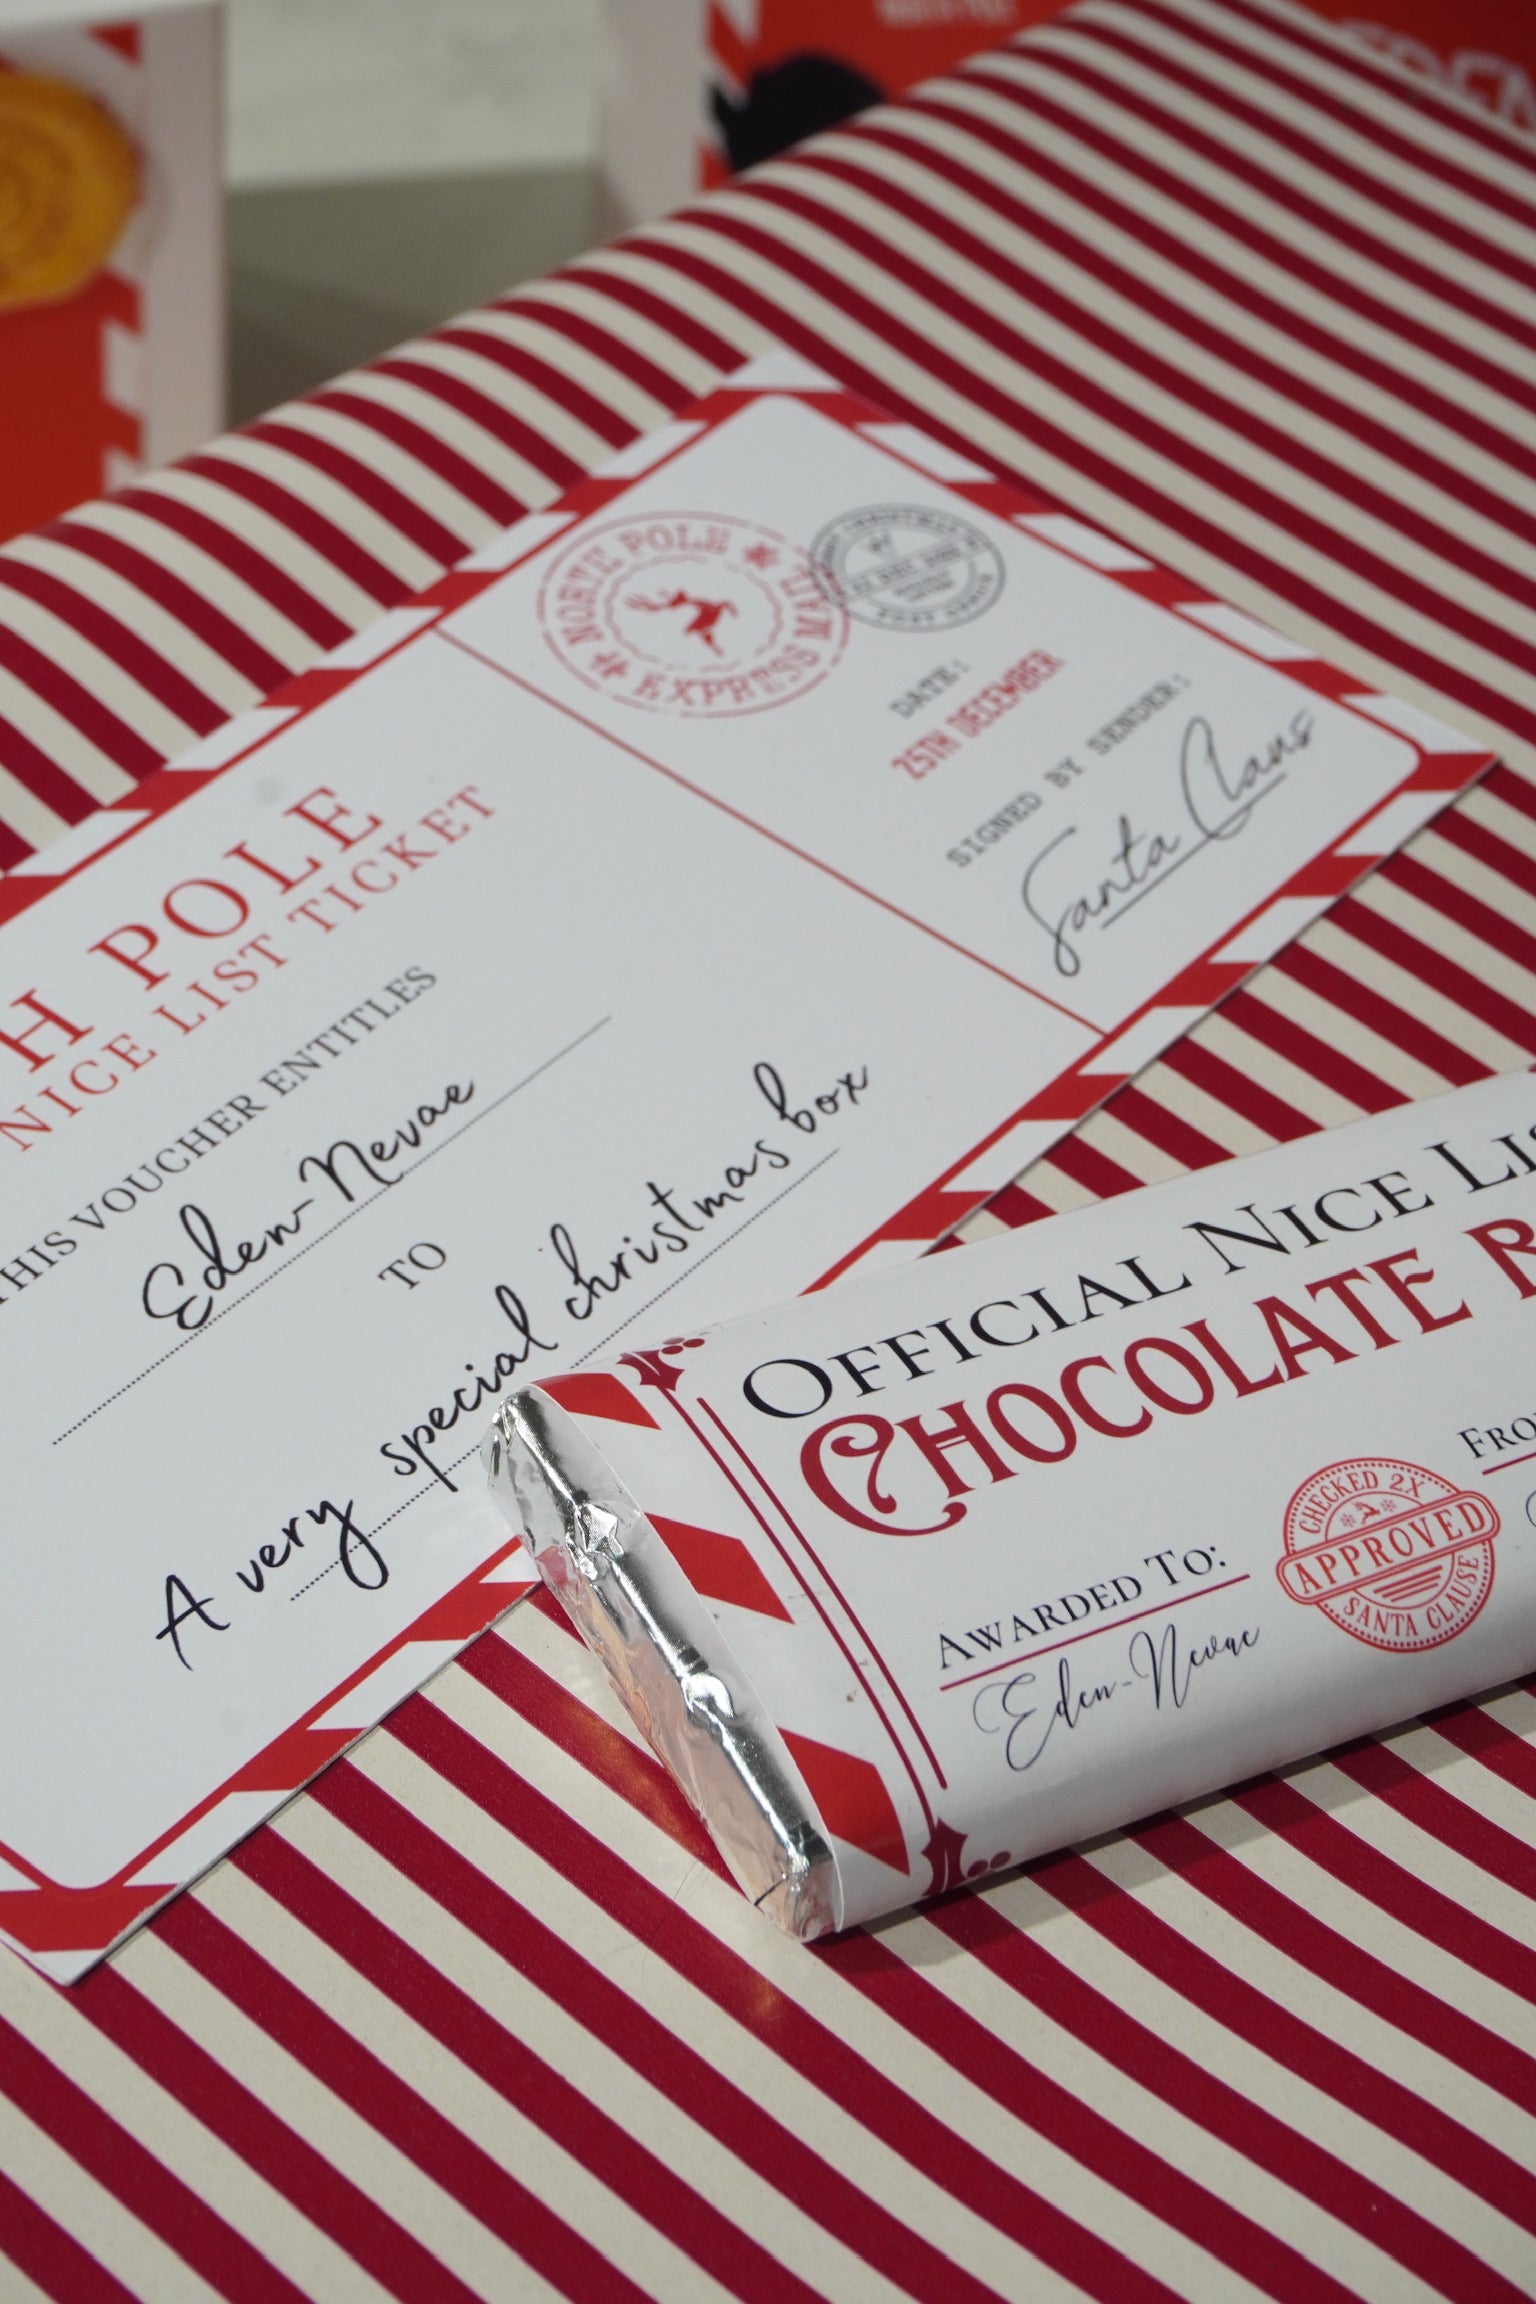 H POLE
NICE LIST TICKET
THIS VOUCHER ENTITLES
Eden-Nevae
TO
A very special christmas box
NORTH POLE
EXPRESS MAIL
DATE:
25TH DECEMBER
SIGNED BY SENDER:
Santa Claus
OFFICIAL NICE LIS
CHOCOLATE B
AWARDED TO:
Eden-Nevae
CHECKED 2X
APPROVED
SANTA CLAUSE
FRO